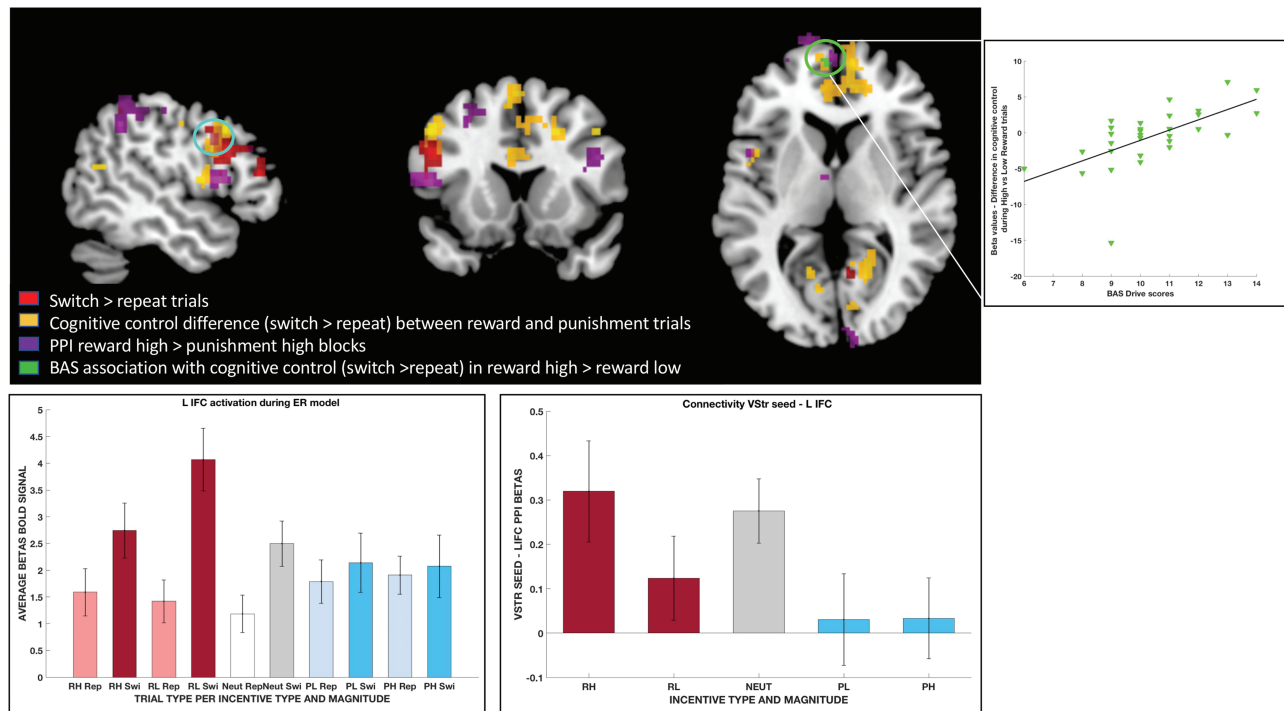 Switch > repeat trials
Cognitive control difference (switch > repeat) between reward and punishment trials
PPI reward high > punishment high blocks
BAS association with cognitive control (switch >repeat) in reward high > reward low
Beta values - Difference in cognitive control
during High vs Low Reward trials
10
5
0
-5
-10
-15
-20
6
7
8
9
10
11
12
13
14
BAS Drive scores
L IFC activation during ER model
AVERAGE BETAS BOLD SIGNAL
5
4.5
4
3.5
3
2.5
2
1.5
1
0.5
0
RH Rep RH Swi RL Rep RL Swi Neut Rep Neut Swi PL Rep PL Swi PH Rep PH Swi
TRIAL TYPE PER INCENTIVE TYPE AND MAGNITUDE
Connectivity VStr seed - L IFC
VSTR SEED - LIFC PPI BETAS
0.5
0.4
0.3
0.2
0.1
0
-0.1
RH RL NEUT PL PH
INCENTIVE TYPE AND MAGNITUDE